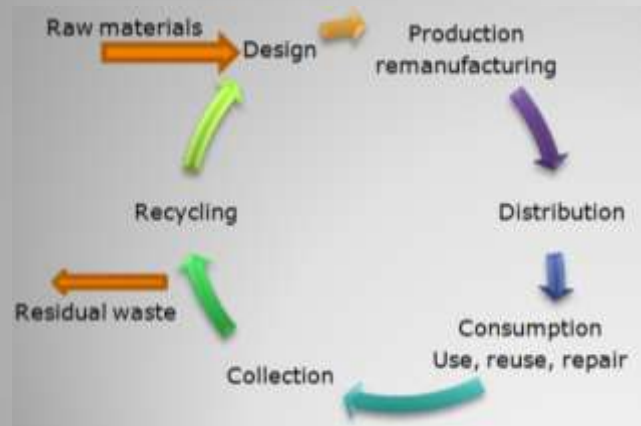 Raw materials
Design
Production
remanufacturing
Distribution
Consumption
Use, reuse, repair
Collection
Recycling
Residual waste